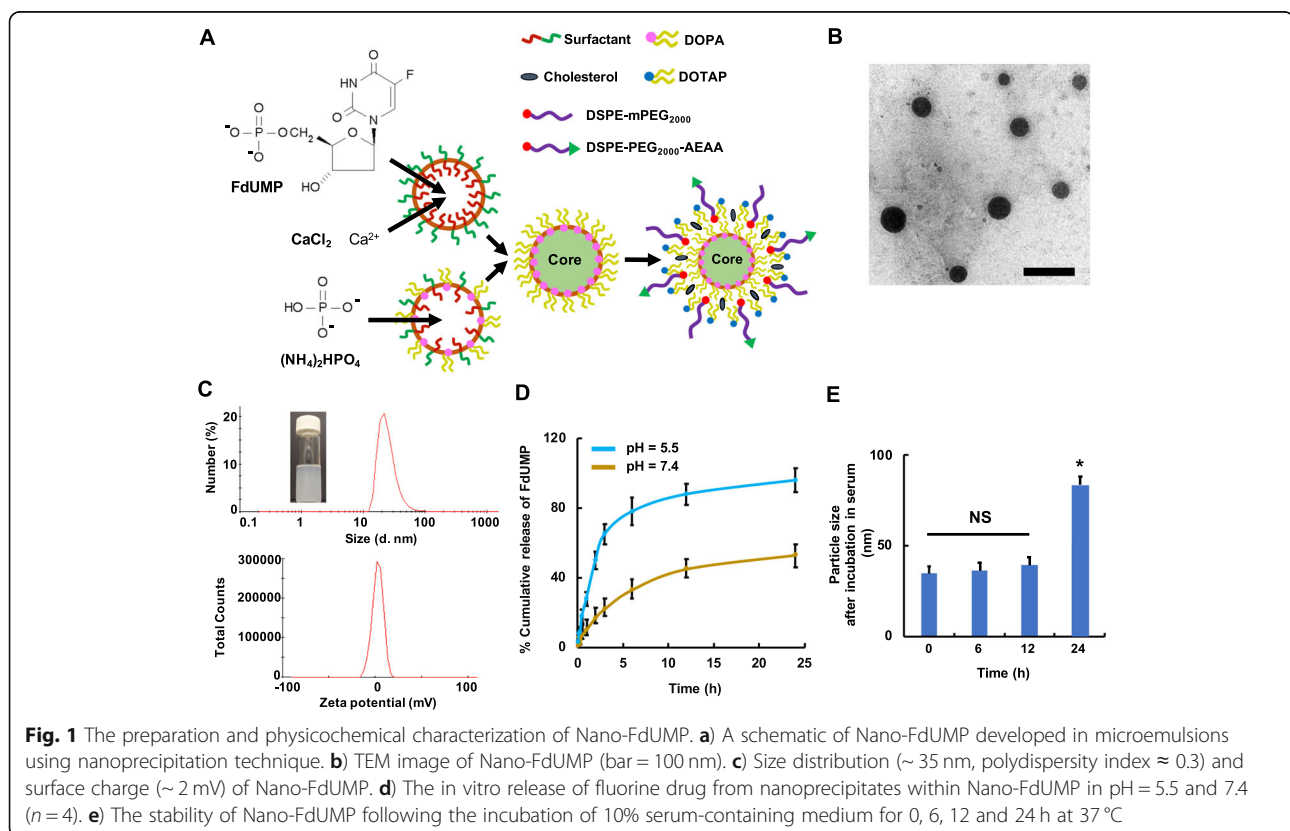 A
Surfactant
DOPA
Cholesterol
DOTAP
DSPE-mPEG2000
DSPE-PEG2000-AEAA
O
F
HN
O
N
O
-O-P-O-CH2
O
O-
HO
FdUMP
CaCl2 Ca2+
O
HO-P-O-
O-
(NH4)2HPO4
Core
Core
B
C
Number (%)
20
10
0
0.1 1 10 100 1000
Size (d. nm)
Total Counts
300000
200000
100000
0
-100 0 100
Zeta potential (mV)
D
% Cumulative release of FdUMP
120
80
40
0
pH = 5.5
pH = 7.4
0 5 10 15 20 25
Time (h)
E
Particle size
after incubation in serum
(nm)
100
50
0
NS
*
0 6 12 24
Time (h)
Fig. 1 The preparation and physicochemical characterization of Nano-FdUMP. a) A schematic of Nano-FdUMP developed in microemulsions
using nanoprecipitation technique. b) TEM image of Nano-FdUMP (bar = 100 nm). c) Size distribution (~ 35 nm, polydispersity index ≈ 0.3) and
surface charge (~ 2 mV) of Nano-FdUMP. d) The in vitro release of fluorine drug from nanoprecipitates within Nano-FdUMP in pH = 5.5 and 7.4
(n = 4). e) The stability of Nano-FdUMP following the incubation of 10% serum-containing medium for 0, 6, 12 and 24 h at 37 °C